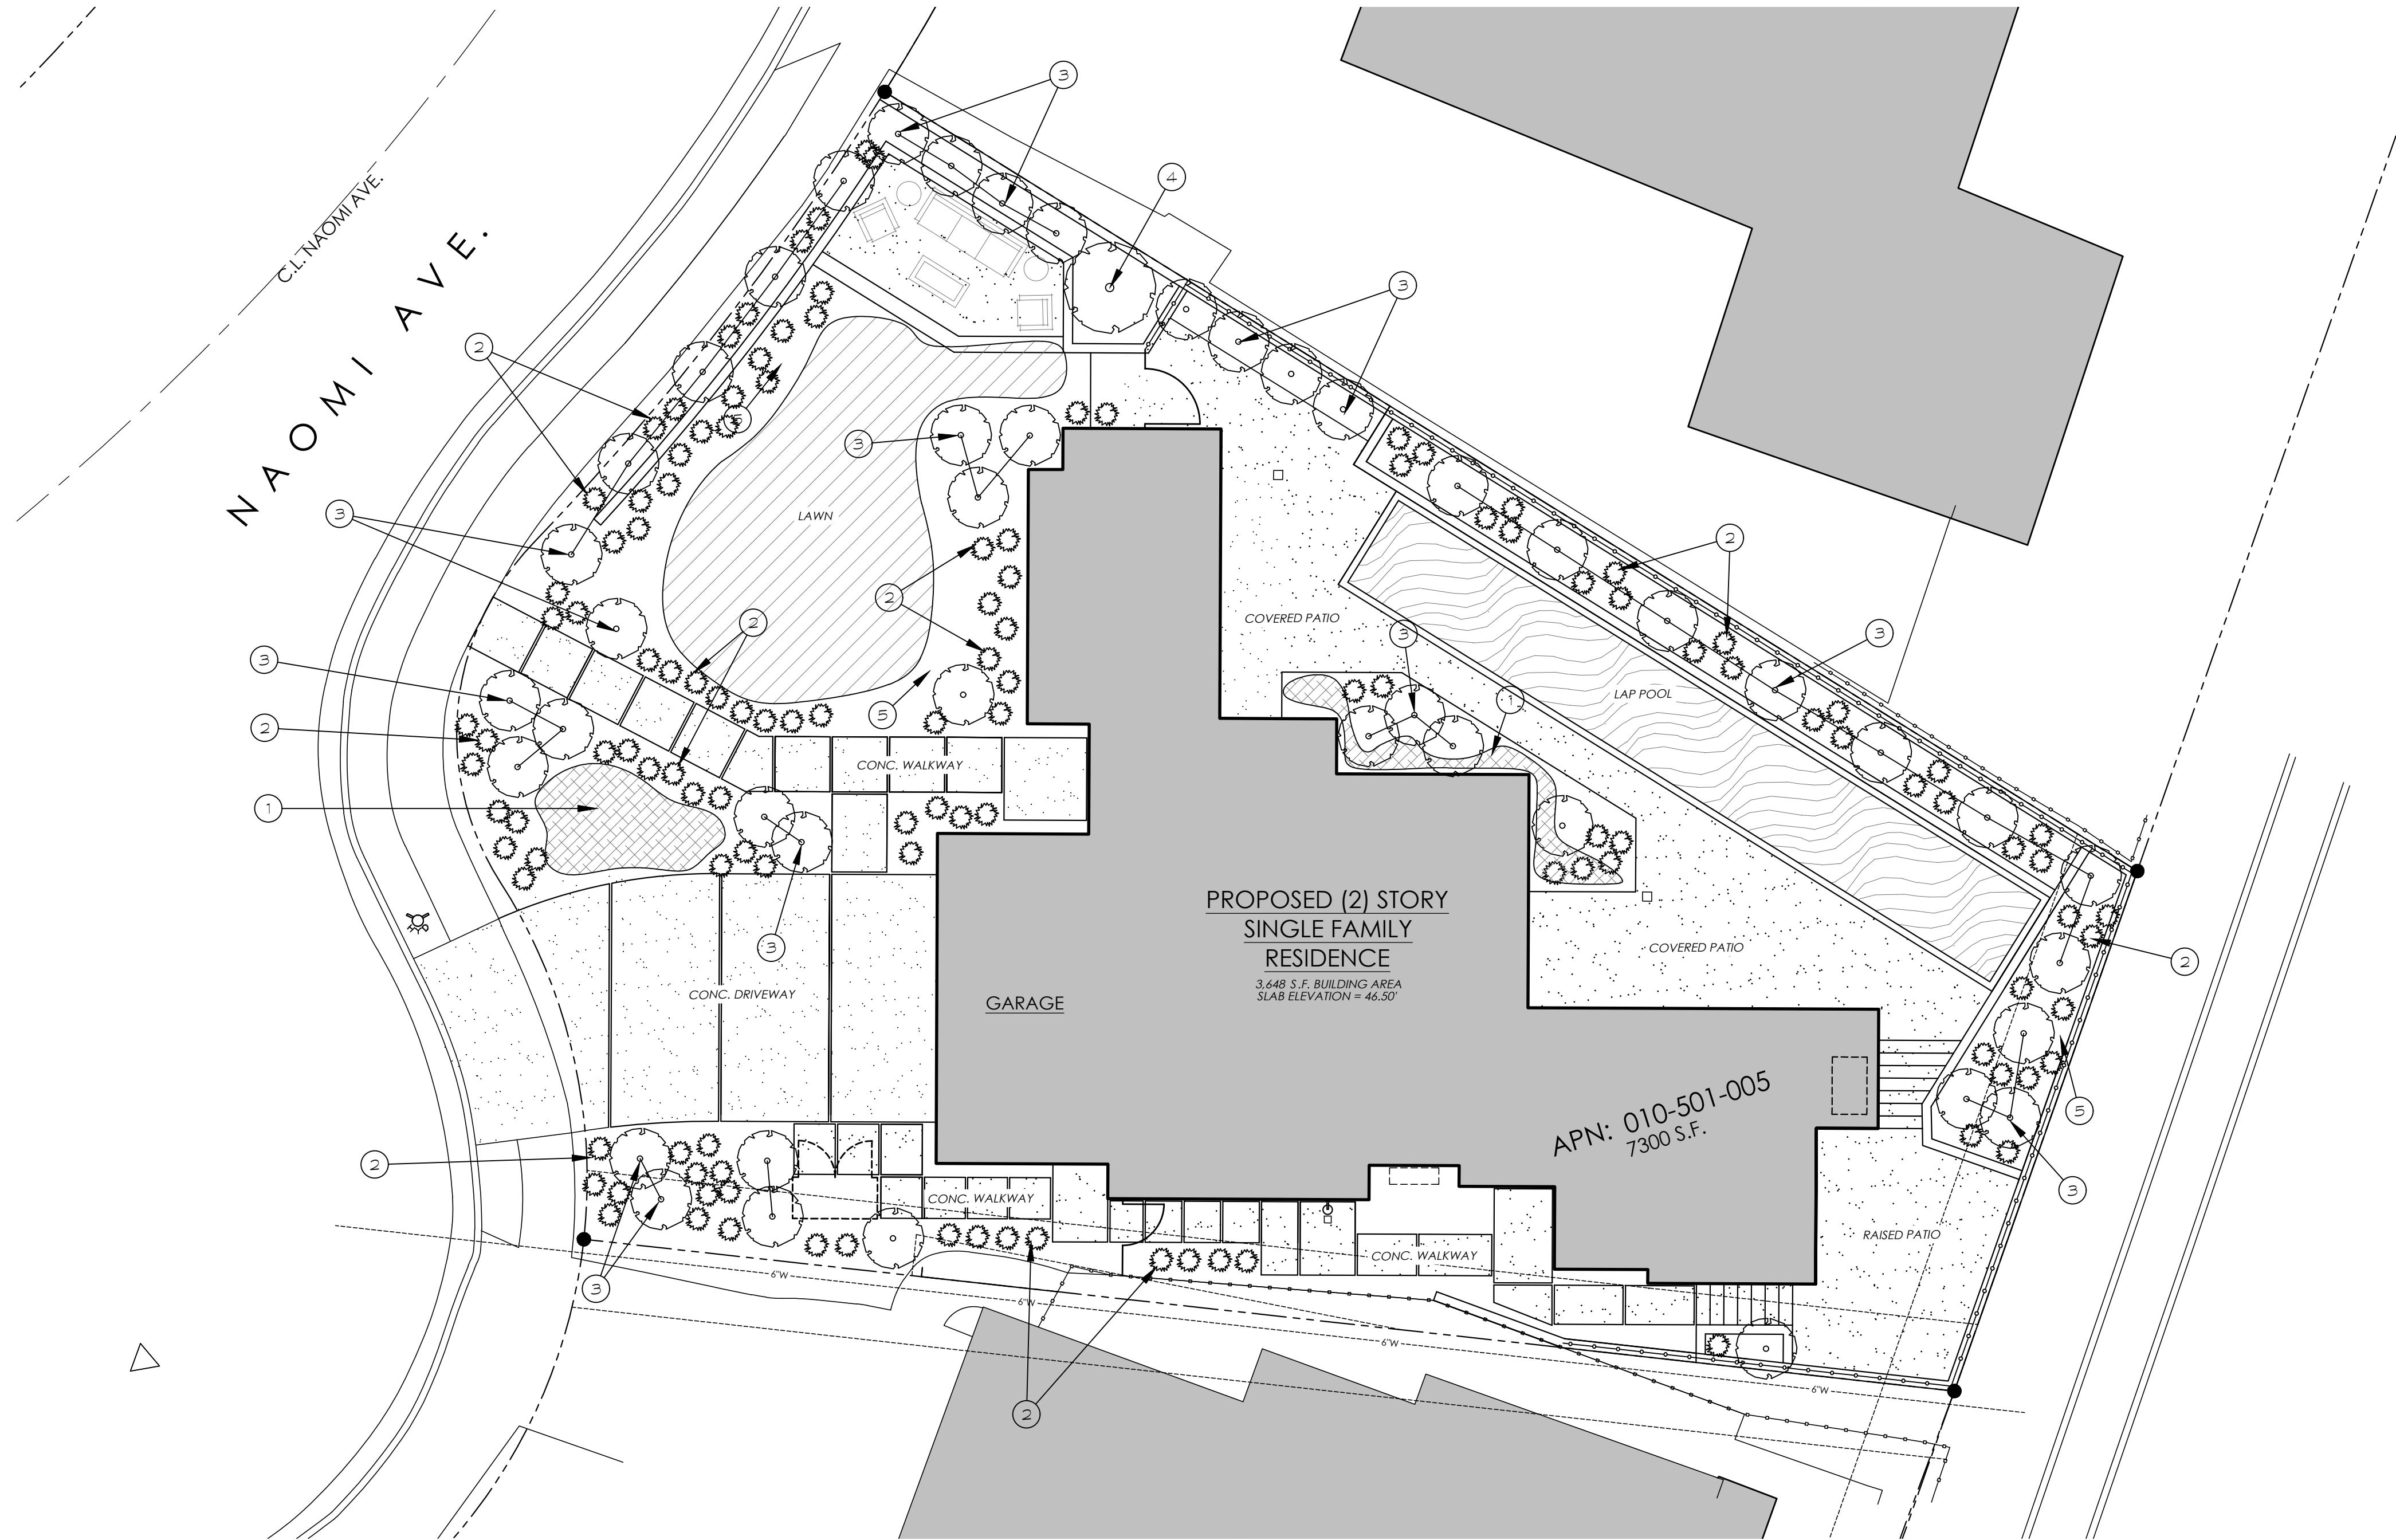 3
4
C.L. NAOMI AVE.
NAOMI AVE.
3
2
5
3
LAWN
3
2
2
COVERED PATIO
2
3
3
3
LAP POOL
5
1
2
CONC. WALKWAY
1
PROPOSED (2) STORY
SINGLE FAMILY
RESIDENCE
3,648 S.F. BUILDING AREA
SLAB ELEVATION = 46.50'
3
COVERED PATIO
2
CONC. DRIVEWAY
GARAGE
APN: 010-501-005
7300 S.F.
5
2
3
CONC. WALKWAY
RAISED PATIO
CONC. WALKWAY
3
6"W
6"W
6"W
6"W
2